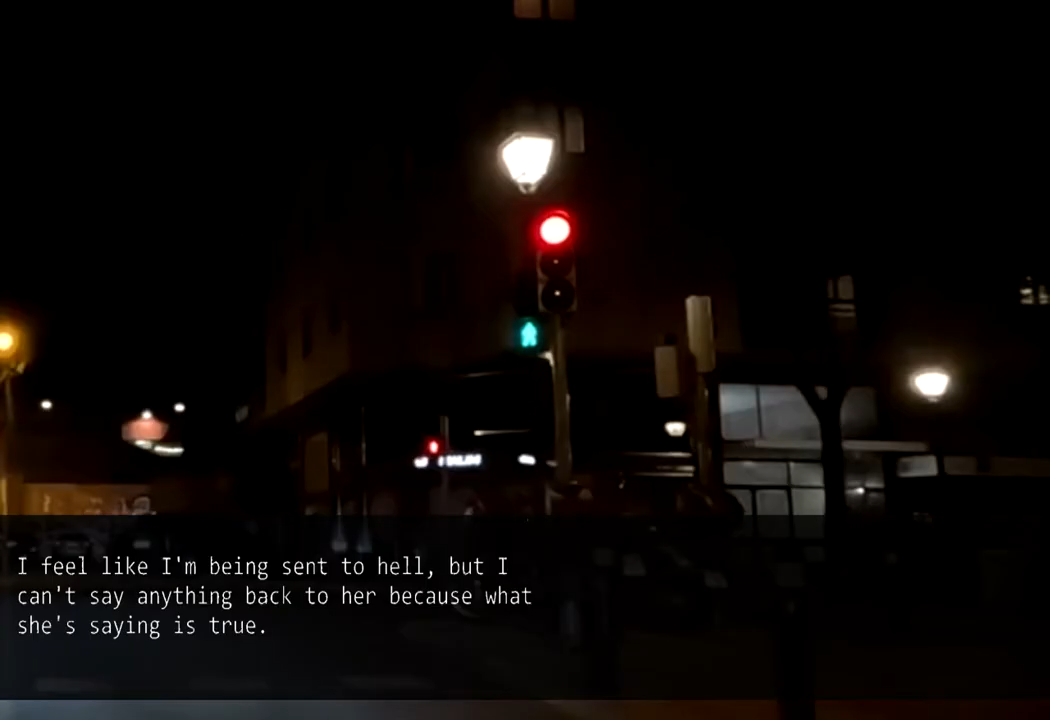 I feel like I'm being sent to hell, but I
can't say anything back to her because what
she's saying is true.